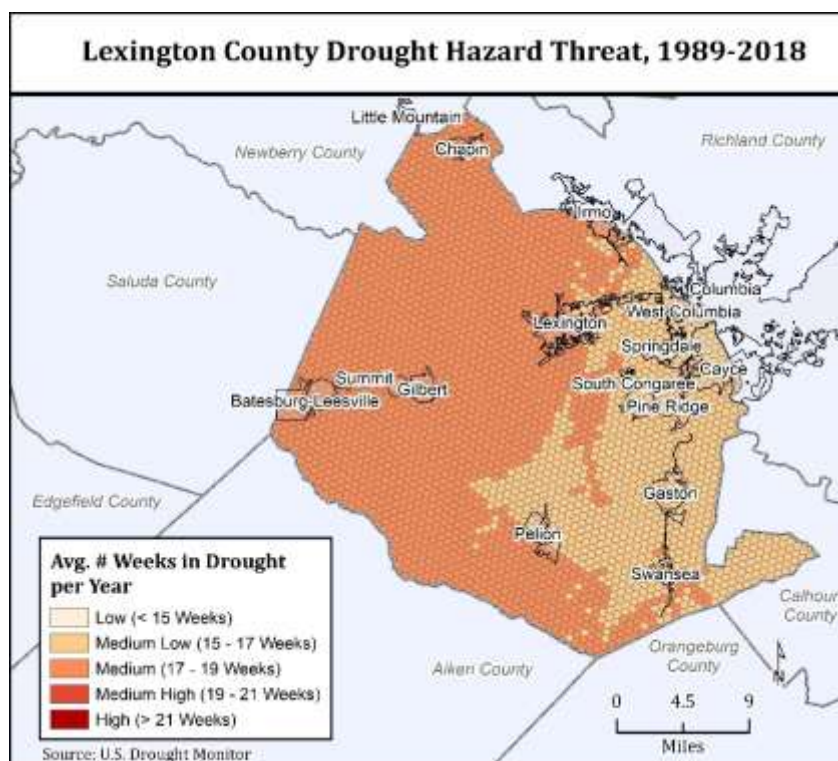 Lexington County Drought Hazard Threat, 1989-2018
Little Mountain
Newberry County
Chapin
Richland County
Irmo
Saluda County
Columbia
West Columbia
Lexington
Springdale
Summit
Gilbert
South Congaree
Cayce
Batesburg-Leesville
Pine Ridge
Edgefield County
Gaston
Pelion
Swansea
Calhoun
County
Aiken County
Orangeburg
County
Avg. # Weeks in Drought
per Year
Low (< 15 Weeks)
Medium Low (15 - 17 Weeks)
Medium (17 - 19 Weeks)
Medium High (19 - 21 Weeks)
High (> 21 Weeks)
N
0 4.5 9
Miles
Source: U.S. Drought Monitor